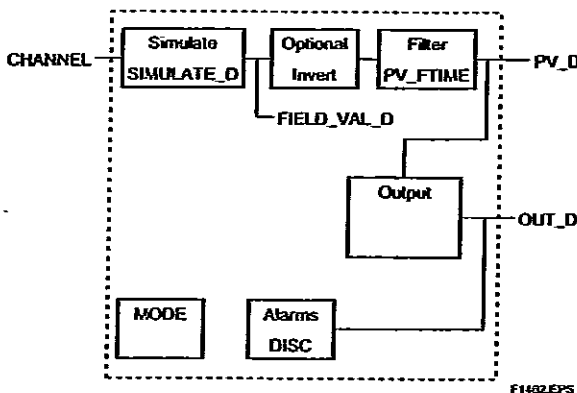 CHANNEL
Simulate
SIMULATE_D
Optional
Invert
Filter
PV_FTIME
PV_D
FIELD_VAL_D
Output
OUT_D
MODE
Alarms
DISC
F1462.EPS